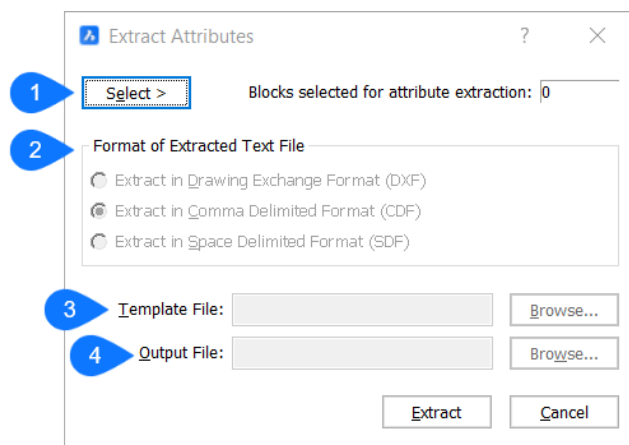 Extract Attributes
?
1
Select >
Blocks selected for attribute extraction: 0
2
Format of Extracted Text File
Extract in Drawing Exchange Format (DXF)
Extract in Comma Delimited Format (CDF)
Extract in Space Delimited Format (SDF)
3
Template File:
Browse...
4
Output File:
Browse...
Extract
Cancel